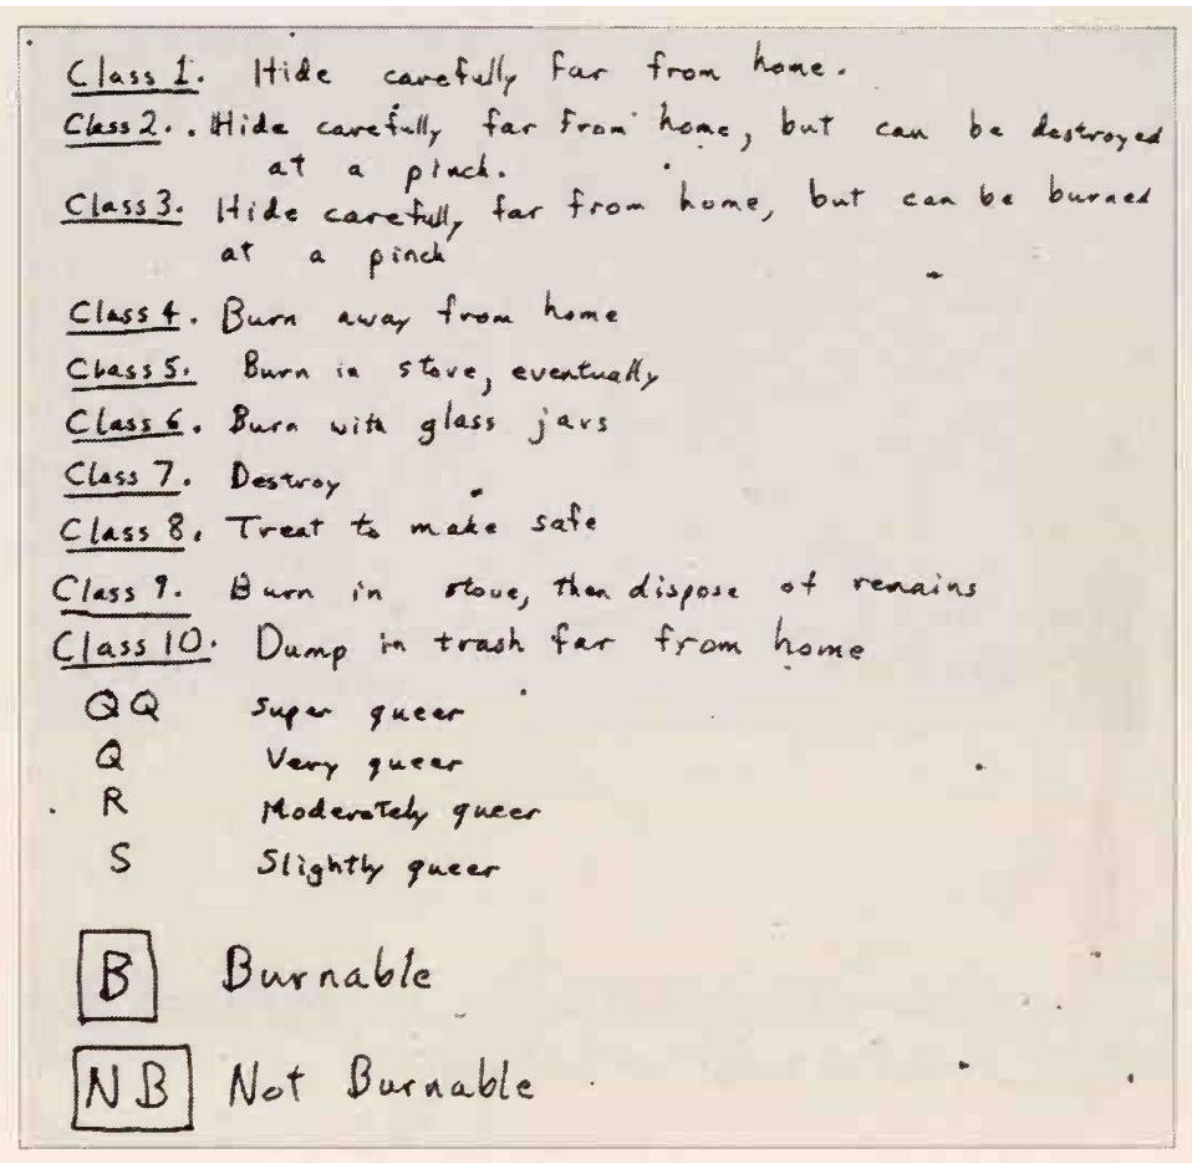 Class 1. Hide carefully far from home.
Class 2. . Hide carefully far from home, but can be destroyed
at a pinch.
Class 3. Hide carefully far from home, but can be burned
at a pinch
Class 4. Burn away from home
Class 5. Burn in stove, eventually
Class 6. Burn with glass jars
Class 7. Destroy
Class 8. Treat to make safe
Class 9. Burn in stove, then dispose of remains
Class 10. Dump in trash far from home
QQ Super queer
Q Very queer
R Moderately queer
S Slightly queer
B Burnable
NB Not Burnable